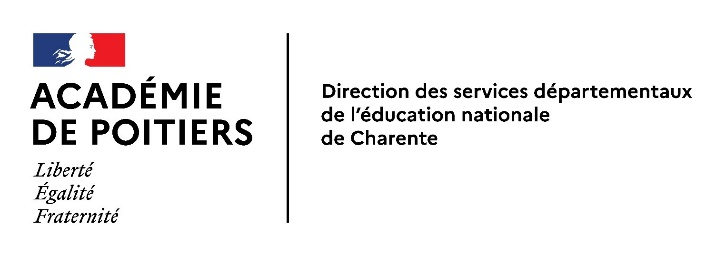 ACADÉMIE
DE POITIERS
Liberté
Égalité
Fraternité
Direction des services départementaux
de l'éducation nationale
de Charente